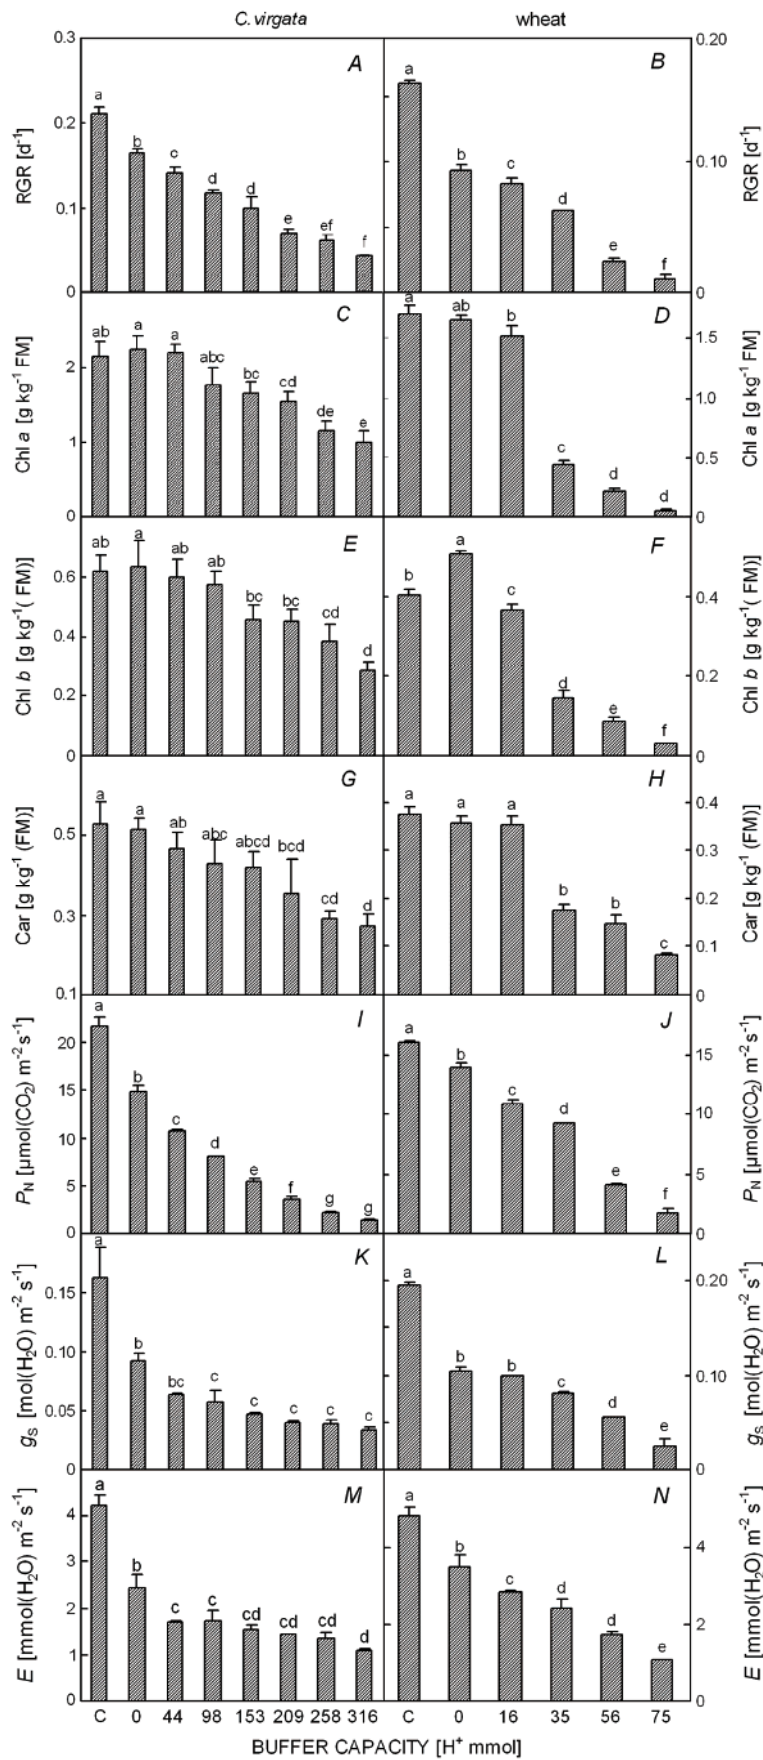 C. virgata wheat
A
0.3
0.2
0.1
0
RGR [d-1]
a b c d d e ef f
B
0.20
0.10
0
RGR [d-1]
a b c d e f
C
2
1
0
Chl a [g kg-1 FM]
ab a a abc bc cd de e
D
1.5
1.0
0.5
0
Chl a [g kg-1 FM]
a ab b c d d
E
0.6
0.4
0.2
0
Chl b [g kg-1( FM)]
ab a ab ab bc bc cd d
F
0.4
0.2
0
Chl b [g kg-1( FM)]
b a c d e f
G
0.5
0.3
0.1
Car [g kg-1 (FM)]
a a ab abc abcd bcd cd d
H
0.4
0.3
0.2
0.1
0
Car [g kg-1 (FM)]
a a a b b c
I
20
15
10
5
0
PN [µmol(CO2) m-2 s-1]
a b c d e f g g
J
15
10
5
0
PN [µmol(CO2) m-2 s-1]
a b c d e f
K
0.15
0.10
0.05
0
gs [mol(H2O) m-2 s-1]
a b bc c c c c c
L
0.20
0.10
0
gs [mol(H2O) m-2 s-1]
a b b c d e
M
4
3
2
1
0
E [mmol(H2O) m-2 s-1]
a b c c cd cd cd d
N
4
2
0
E [mmol(H2O) m-2 s-1]
a b c d d e
C 0 44 98 153 209 258 316 C 0 16 35 56 75
BUFFER CAPACITY [H+ mmol]